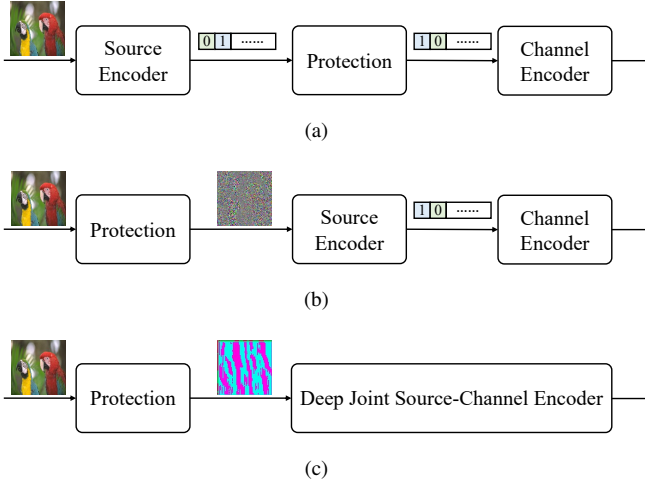 0 1 ......
1 0 ......
Source
Encoder
Protection
Channel
Encoder
(a)
Protection
Source
Encoder
1 0 ......
Channel
Encoder
(b)
Protection
Deep Joint Source-Channel Encoder
(c)